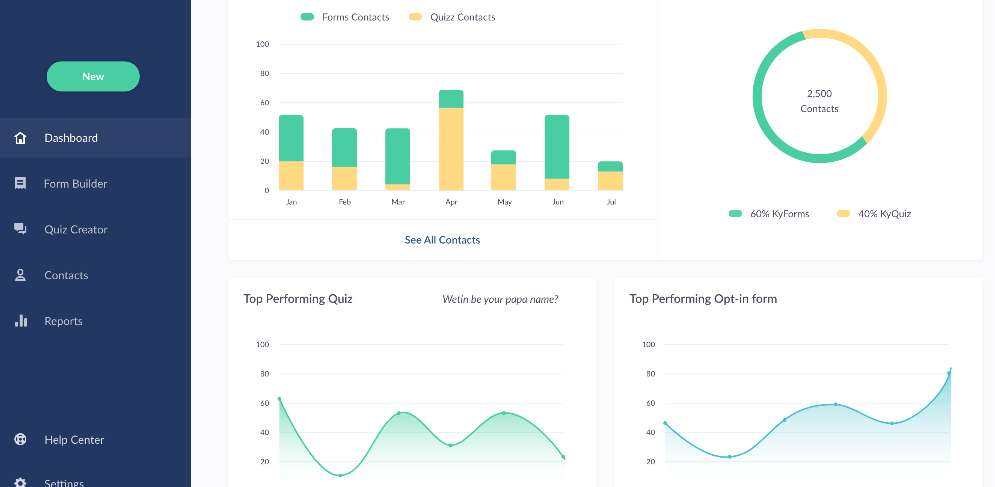 Forms Contacts Quizz Contacts
100
80
60
40
20
0
Jan Feb Mar Apr May Jun Jul
See All Contacts
2,500
Contacts
60% KyForms 40% KyQuiz
New
Dashboard
Form Builder
Quiz Creator
Contacts
Reports
Help Center
Settings
Top Performing Quiz Wetin be your papa name?
100
80
60
40
20
Top Performing Opt-in form
100
80
60
40
20